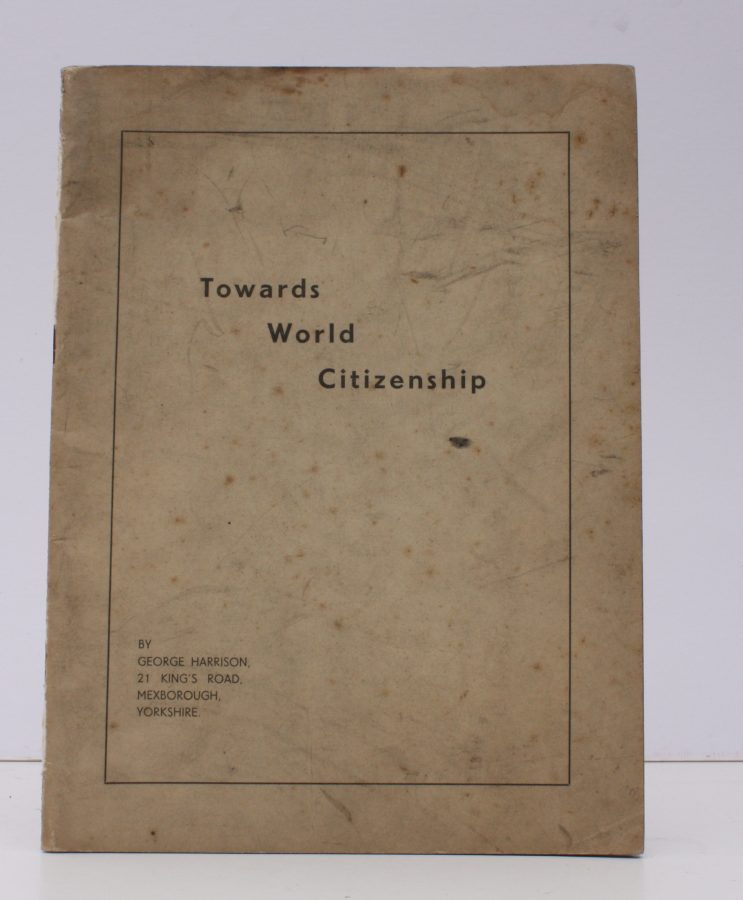 Towards
World
Citizenship
BY
GEORGE HARRISON,
21 KING'S ROAD,
MEXBOROUGH,
YORKSHIRE.